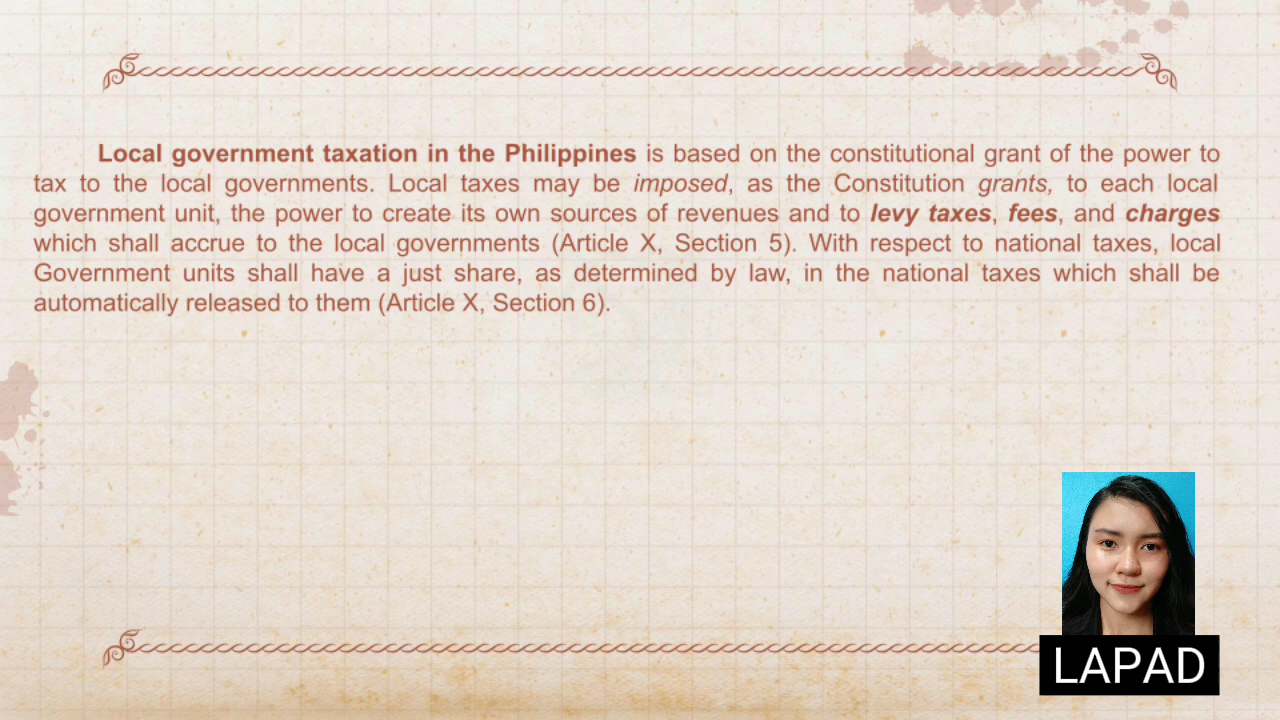 Local government taxation in the Philippines is based on the constitutional grant of the power to
tax to the local governments. Local taxes may be imposed, as the Constitution grants, to each local
government unit, the power to create its own sources of revenues and to levy taxes, fees, and charges
which shall accrue to the local governments (Article X, Section 5). With respect to national taxes, local
Government units shall have a just share, as determined by law, in the national taxes which shall be
automatically released to them (Article X, Section 6).
LAPAD